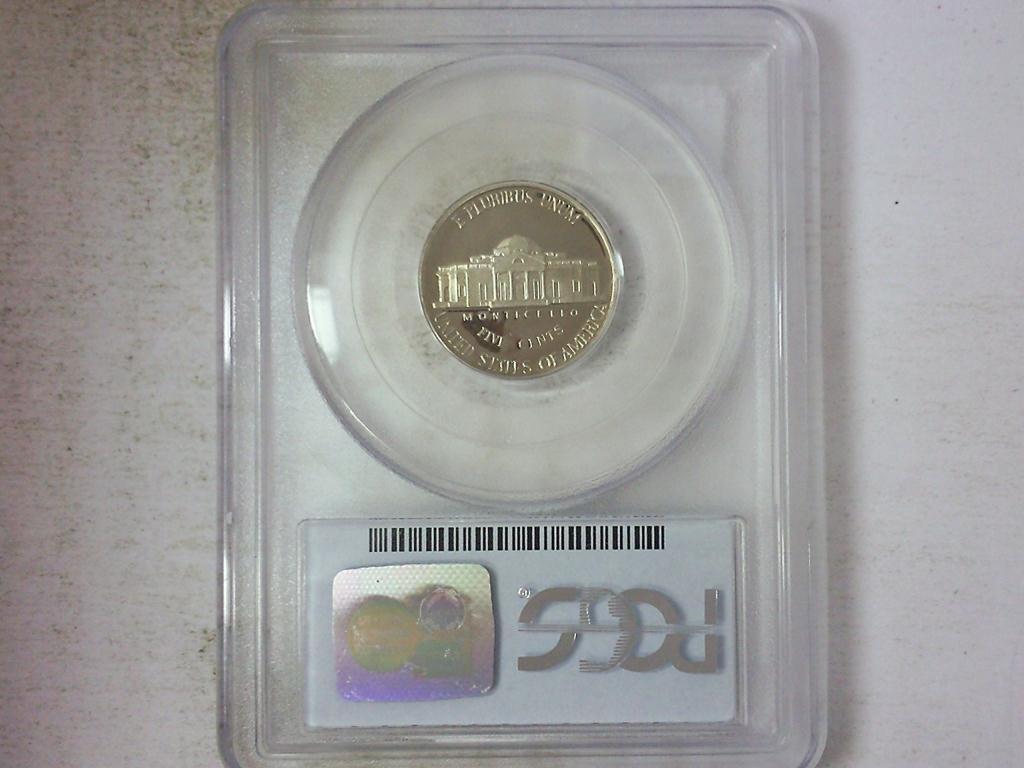 E PLURIBUS UNUM
MONTICELLO
FIVE CENTS
UNITED STATES OF AMERICA
PCGS®